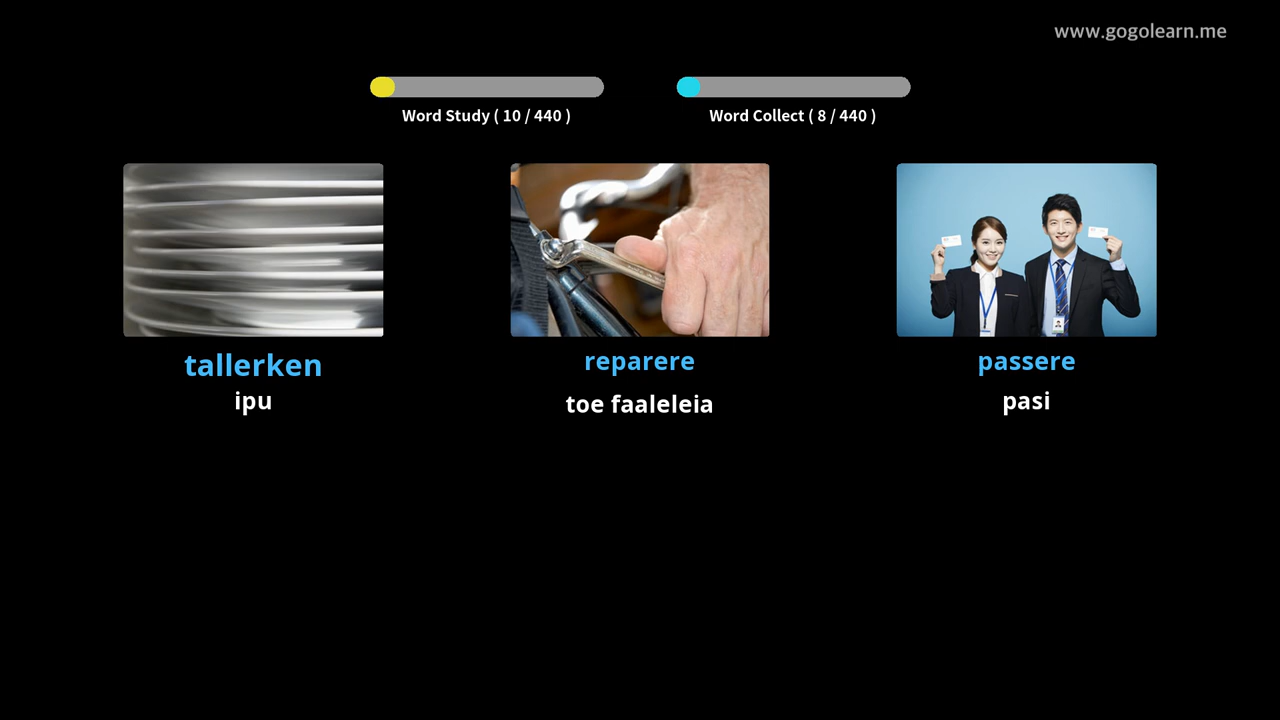 www.gogolearn.me
Word Study ( 10 / 440 )
Word Collect ( 8 / 440 )
tallerken
ipu
reparere
toe faaleleia
passere
pasi